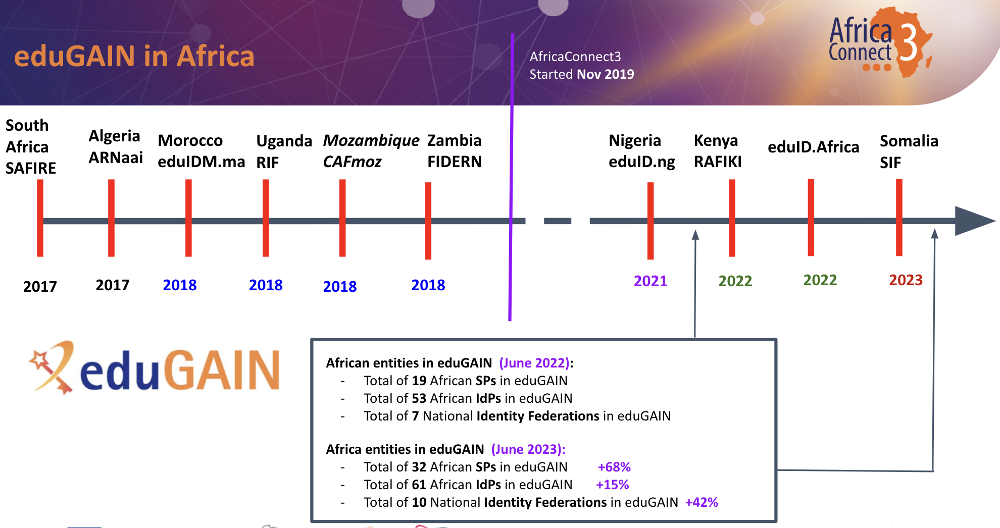 eduGAIN in Africa
AfricaConnect3
Started Nov 2019
Africa
Connect
3
South
Africa
SAFIRE
Algeria
ARNaai
Morocco
eduIDM.ma
Uganda
RIF
Mozambique
CAFmoz
Zambia
FIDERN
Nigeria
eduID.ng
Kenya
RAFIKI
eduID.Africa
Somalia
SIF
2017
2017
2018
2018
2018
2018
2021
2022
2022
2023
eduGAIN
African entities in eduGAIN (June 2022):
- Total of 19 African SPs in eduGAIN
- Total of 53 African IdPs in eduGAIN
- Total of 7 National Identity Federations in eduGAIN
Africa entities in eduGAIN (June 2023):
- Total of 32 African SPs in eduGAIN +68%
- Total of 61 African IdPs in eduGAIN +15%
- Total of 10 National Identity Federations in eduGAIN +42%